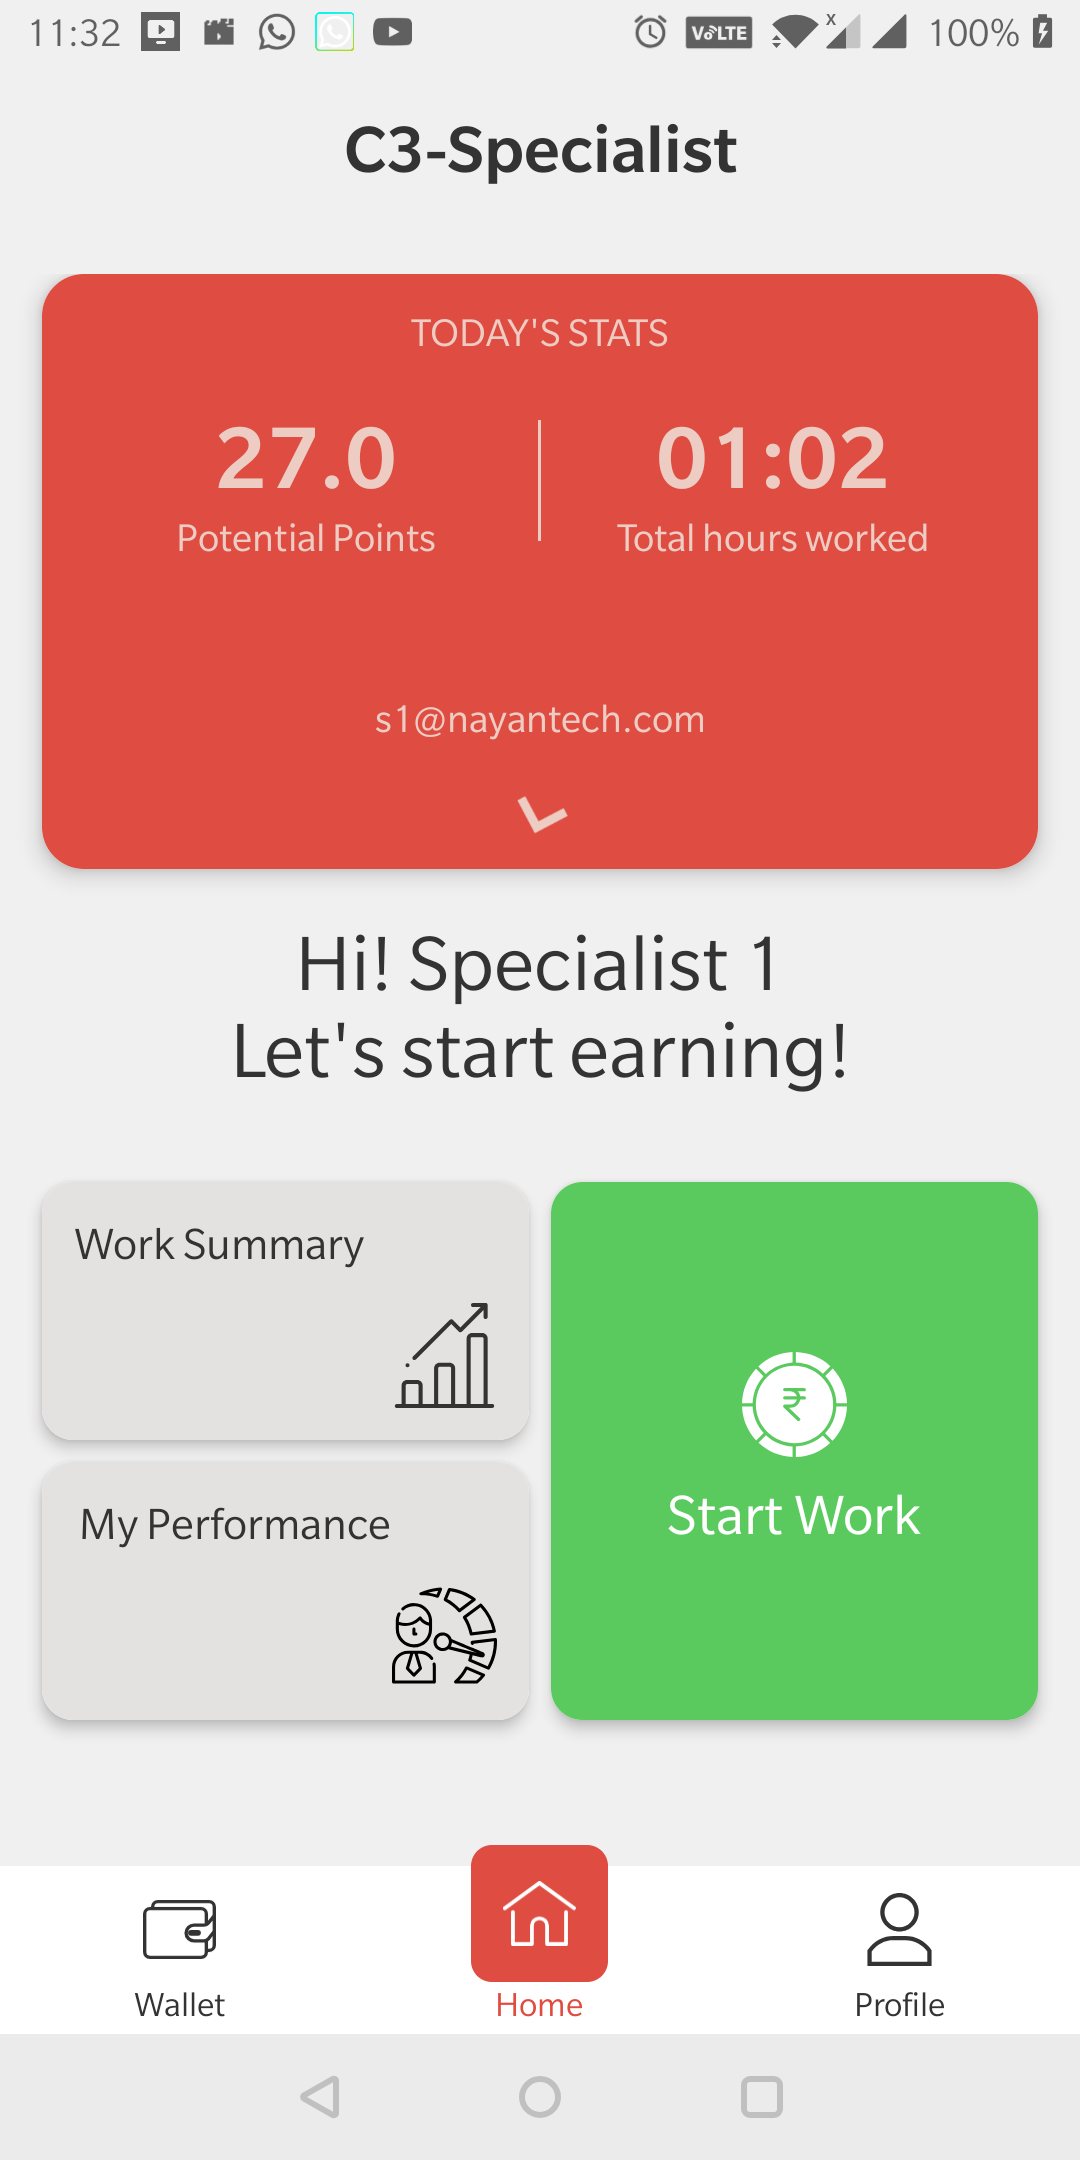 11:32
VoLTE
x
100%
C3-Specialist
TODAY'S STATS
27.0
01:02
Potential Points
Total hours worked
s1@nayantech.com
Hi! Specialist 1
Let's start earning!
Work Summary
₹
Start Work
My Performance
Wallet
Home
Profile